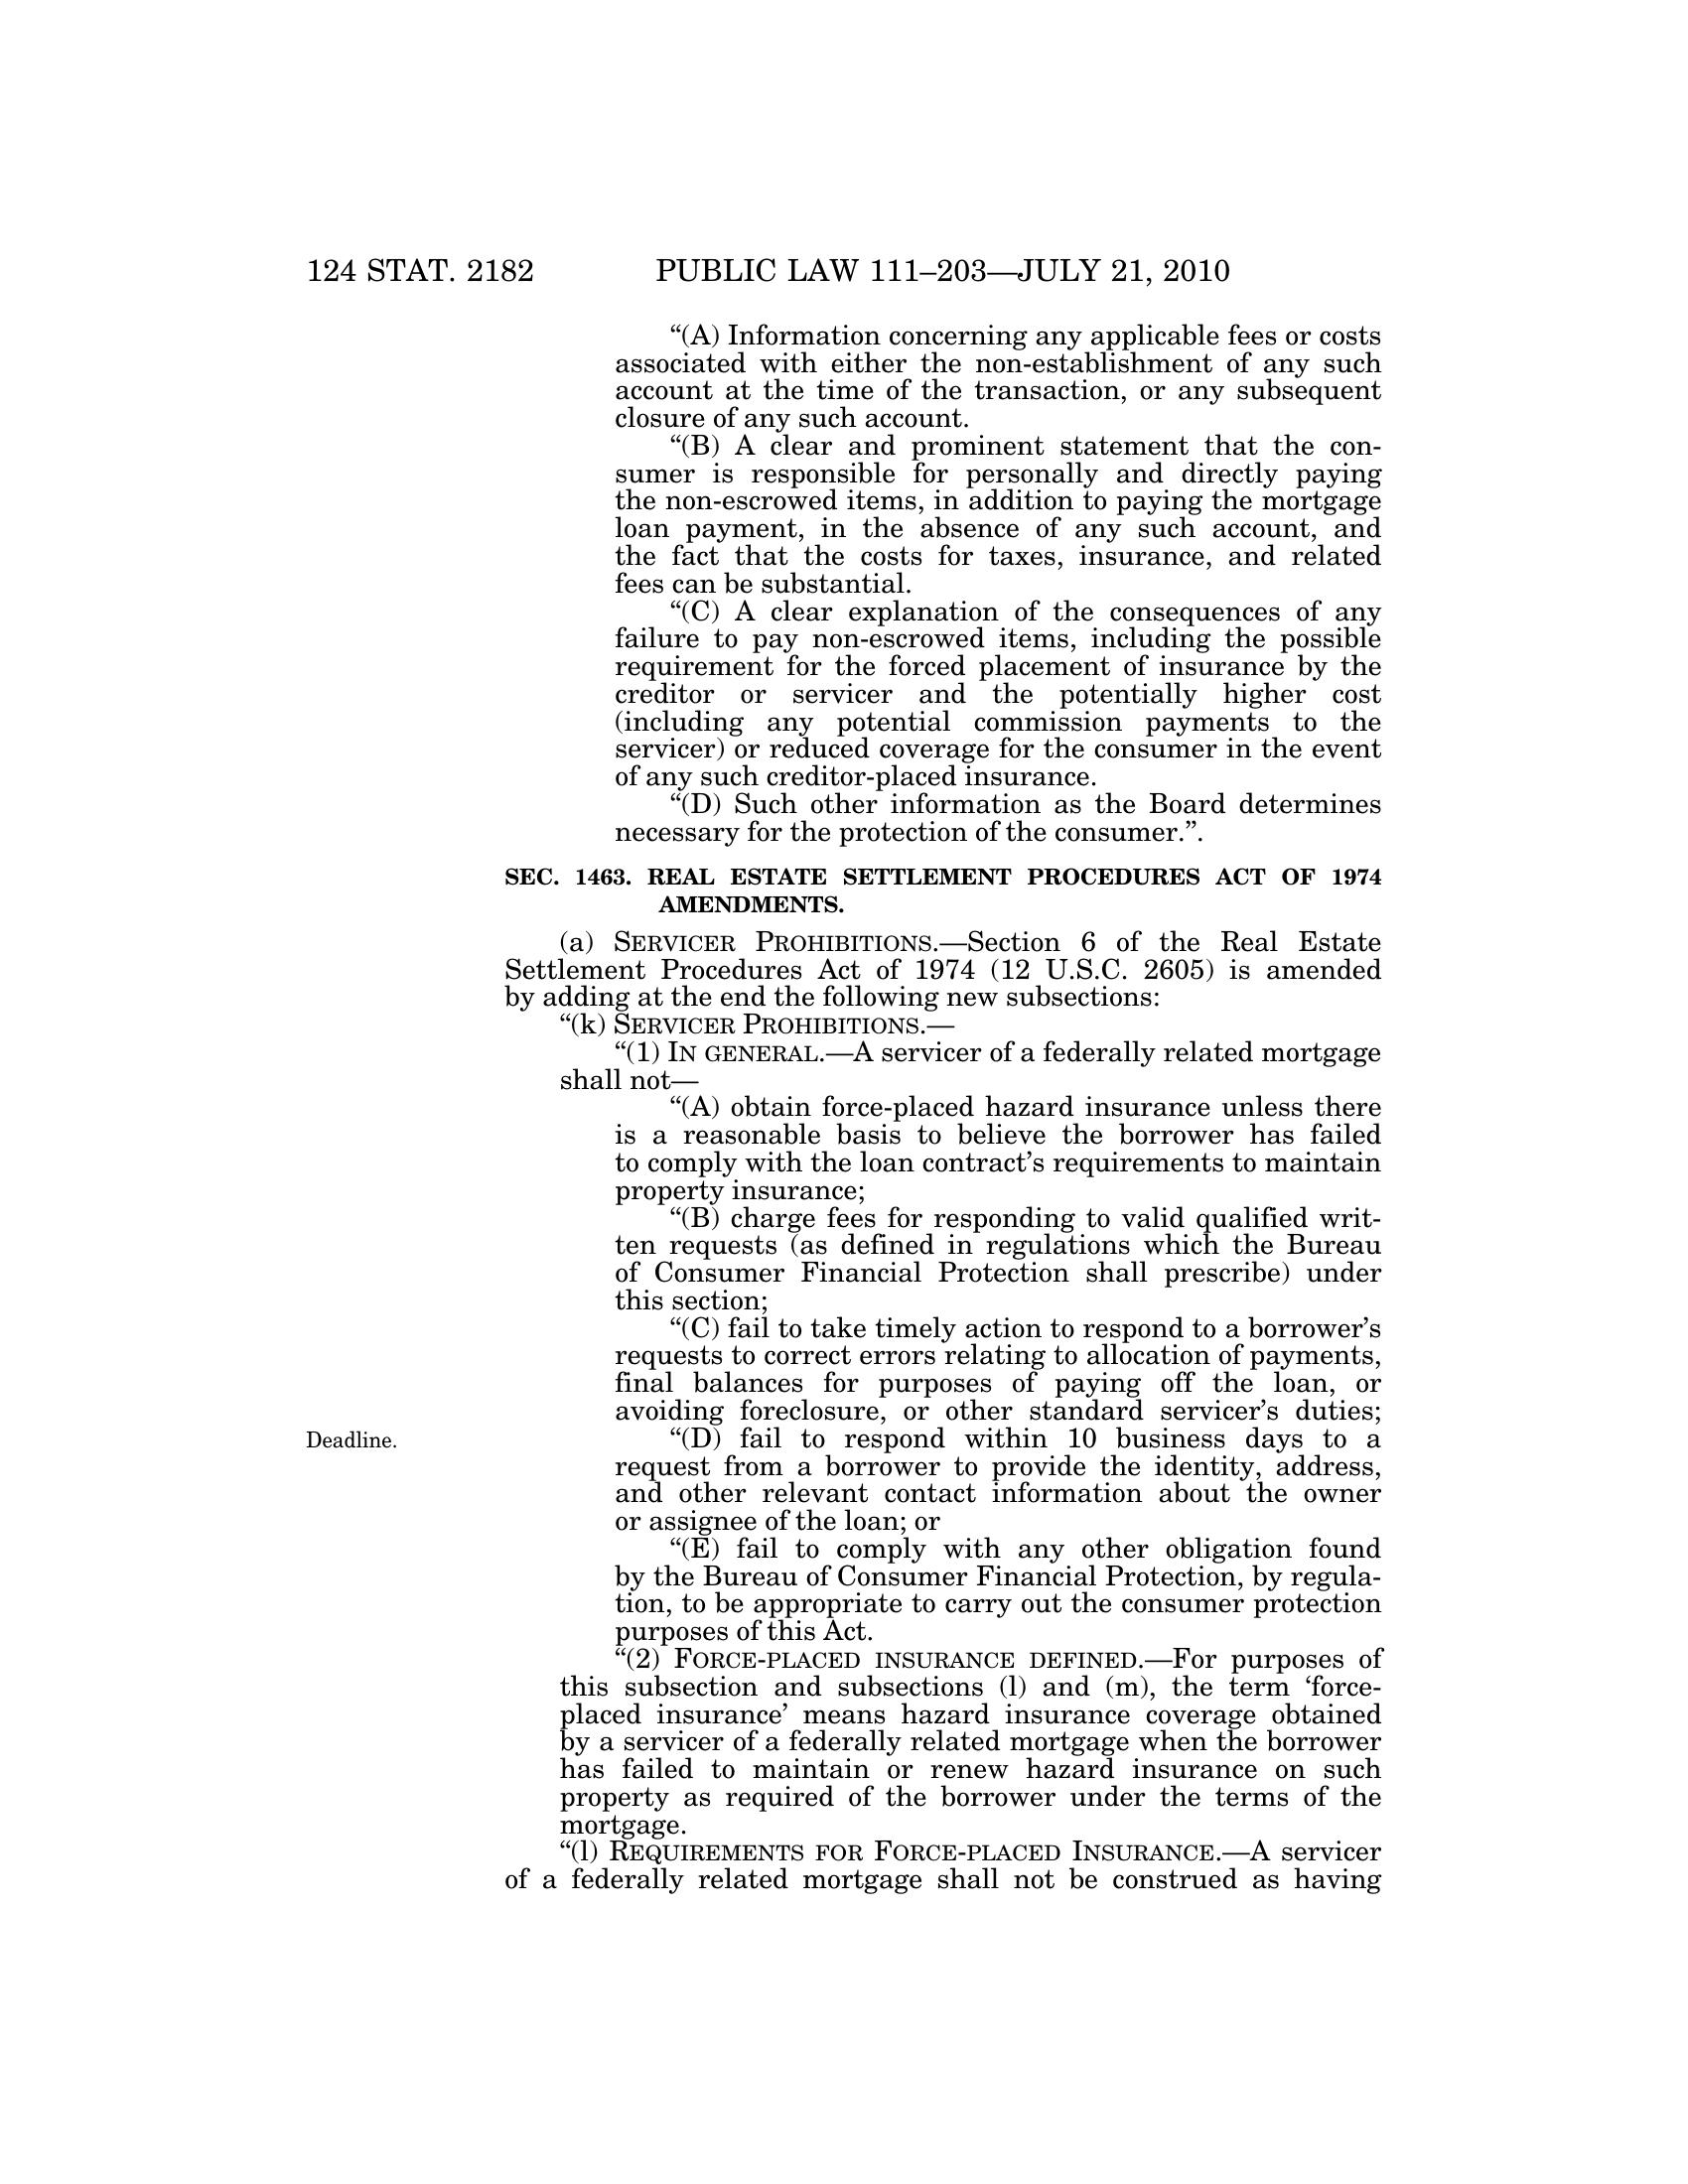 124 STAT. 2182 PUBLIC LAW 111–203—JULY 21, 2010
“(A) Information concerning any applicable fees or costs
associated with either the non-establishment of any such
account at the time of the transaction, or any subsequent
closure of any such account.
“(B) A clear and prominent statement that the con-
sumer is responsible for personally and directly paying
the non-escrowed items, in addition to paying the mortgage
loan payment, in the absence of any such account, and
the fact that the costs for taxes, insurance, and related
fees can be substantial.
“(C) A clear explanation of the consequences of any
failure to pay non-escrowed items, including the possible
requirement for the forced placement of insurance by the
creditor or servicer and the potentially higher cost
(including any potential commission payments to the
servicer) or reduced coverage for the consumer in the event
of any such creditor-placed insurance.
“(D) Such other information as the Board determines
necessary for the protection of the consumer.”.
SEC. 1463. REAL ESTATE SETTLEMENT PROCEDURES ACT OF 1974
AMENDMENTS.
(a) SERVICER PROHIBITIONS.—Section 6 of the Real Estate
Settlement Procedures Act of 1974 (12 U.S.C. 2605) is amended
by adding at the end the following new subsections:
“(k) SERVICER PROHIBITIONS.—
“(1) IN GENERAL.—A servicer of a federally related mortgage
shall not—
“(A) obtain force-placed hazard insurance unless there
is a reasonable basis to believe the borrower has failed
to comply with the loan contract’s requirements to maintain
property insurance;
“(B) charge fees for responding to valid qualified writ-
ten requests (as defined in regulations which the Bureau
of Consumer Financial Protection shall prescribe) under
this section;
“(C) fail to take timely action to respond to a borrower’s
requests to correct errors relating to allocation of payments,
final balances for purposes of paying off the loan, or
avoiding foreclosure, or other standard servicer’s duties;
Deadline. “(D) fail to respond within 10 business days to a
request from a borrower to provide the identity, address,
and other relevant contact information about the owner
or assignee of the loan; or
“(E) fail to comply with any other obligation found
by the Bureau of Consumer Financial Protection, by regula-
tion, to be appropriate to carry out the consumer protection
purposes of this Act.
“(2) FORCE-PLACED INSURANCE DEFINED.—For purposes of
this subsection and subsections (l) and (m), the term ‘force-
placed insurance’ means hazard insurance coverage obtained
by a servicer of a federally related mortgage when the borrower
has failed to maintain or renew hazard insurance on such
property as required of the borrower under the terms of the
mortgage.
“(l) REQUIREMENTS FOR FORCE-PLACED INSURANCE.—A servicer
of a federally related mortgage shall not be construed as having